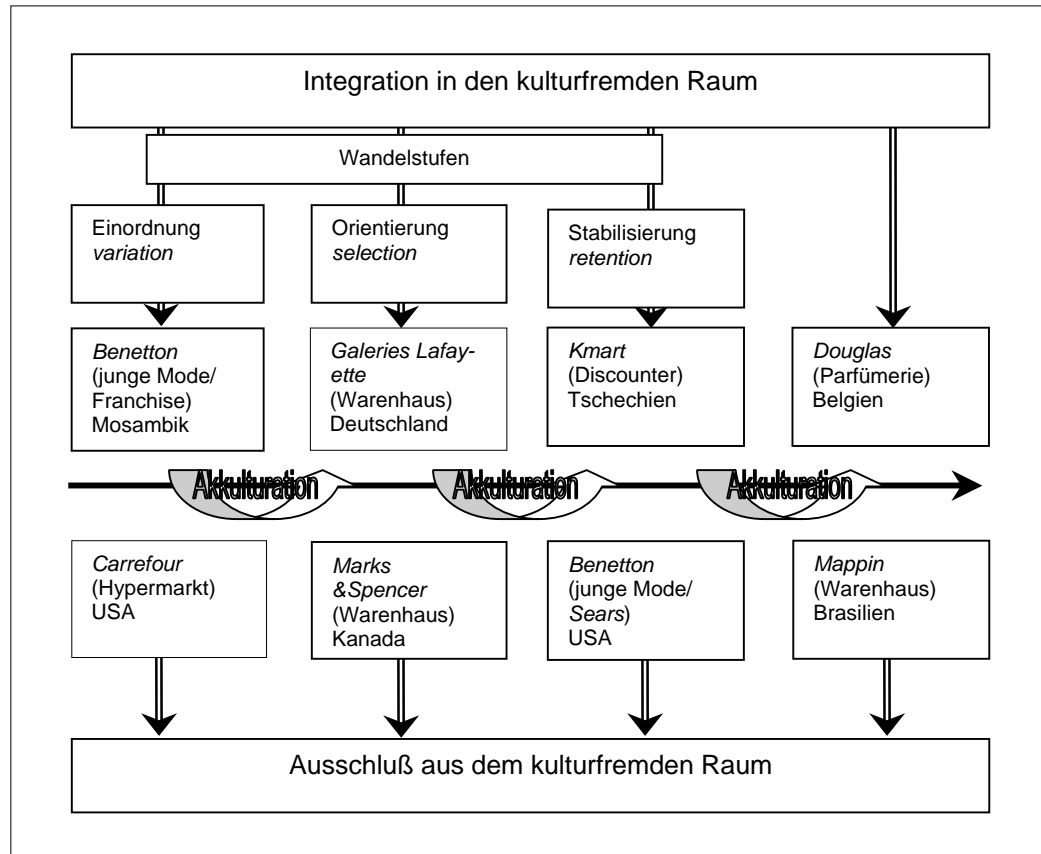 Integration in den kulturfremden Raum
Wandelstufen
Einordnung
variation
Orientierung
selection
Stabilisierung
retention
Benetton
(junge Mode/
Franchise)
Mosambik
Galeries Lafay-
ette
(Warenhaus)
Deutschland
Kmart
(Discounter)
Tschechien
Douglas
(Parfümerie)
Belgien
Akkulturation
Akkulturation
Akkulturation
Carrefour
(Hypermarkt)
USA
Marks
&Spencer
(Warenhaus)
Kanada
Benetton
(junge Mode/
Sears)
USA
Mappin
(Warenhaus)
Brasilien
Ausschluß aus dem kulturfremden Raum